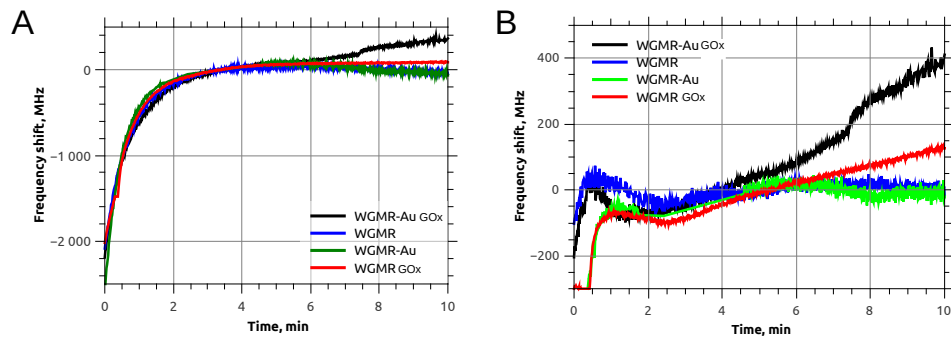 A
0
−1 000
−2 000
Frequency shift, MHz
WGMR-Au GOx
WGMR
WGMR-Au
WGMR GOx
0 2 4 6 8 10
Time, min
B
400
200
0
−200
Frequency shift, MHz
WGMR-Au GOx
WGMR
WGMR-Au
WGMR GOx
0 2 4 6 8 10
Time, min